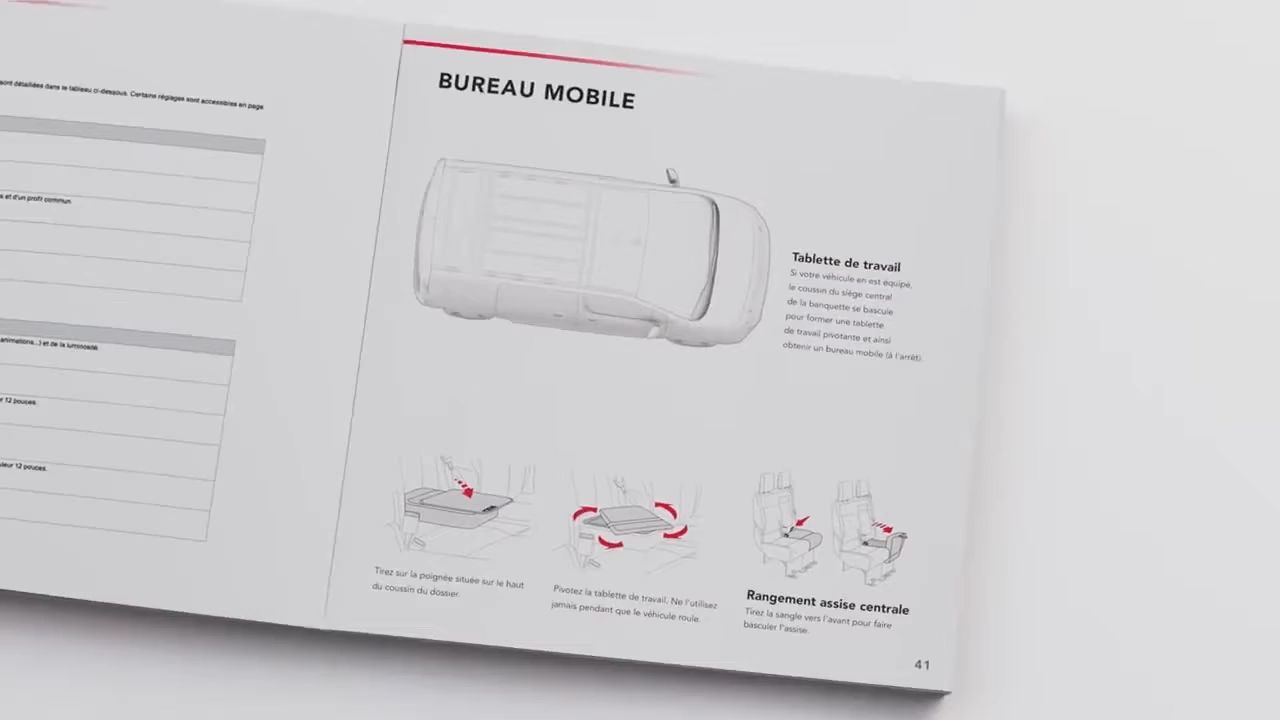 sont détaillées dans le tableau ci-dessous. Certains réglages sont accessibles en page
s et d'un profil commun.
animations...) et de la luminosité.
r 12 pouces.
uleur 12 pouces.
BUREAU MOBILE
Tablette de travail
Si votre véhicule en est équipé,
le coussin du siège central
de la banquette se bascule
pour former une tablette
de travail pivotante et ainsi
obtenir un bureau mobile (à l'arrêt).
Tirez sur la poignée située sur le haut
du coussin du dossier.
Pivotez la tablette de travail. Ne l'utilisez
jamais pendant que le véhicule roule.
Rangement assise centrale
Tirez la sangle vers l'avant pour faire
basculer l'assise.
41